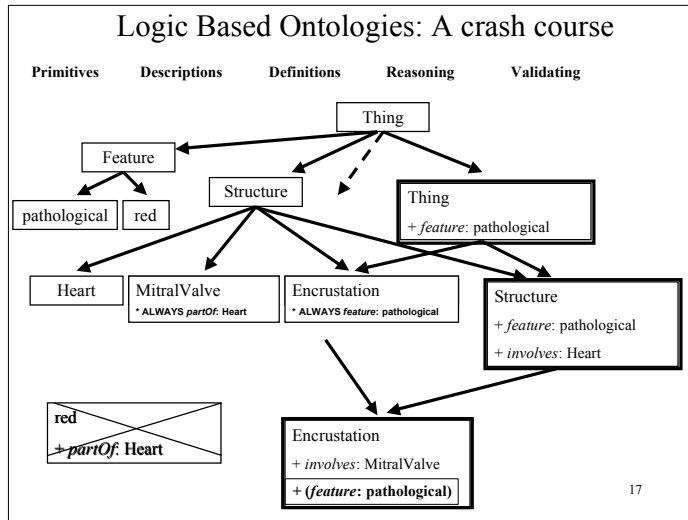 Logic Based Ontologies: A crash course
Primitives Descriptions Definitions Reasoning Validating
Thing
Feature
Structure
Thing
+ feature: pathological
pathological
red
Heart
MitralValve
* ALWAYS partOf: Heart
Encrustation
* ALWAYS feature: pathological
Structure
+ feature: pathological
+ involves: Heart
red
+ partOf: Heart
Encrustation
+ involves: MitralValve
+ (feature: pathological)
17